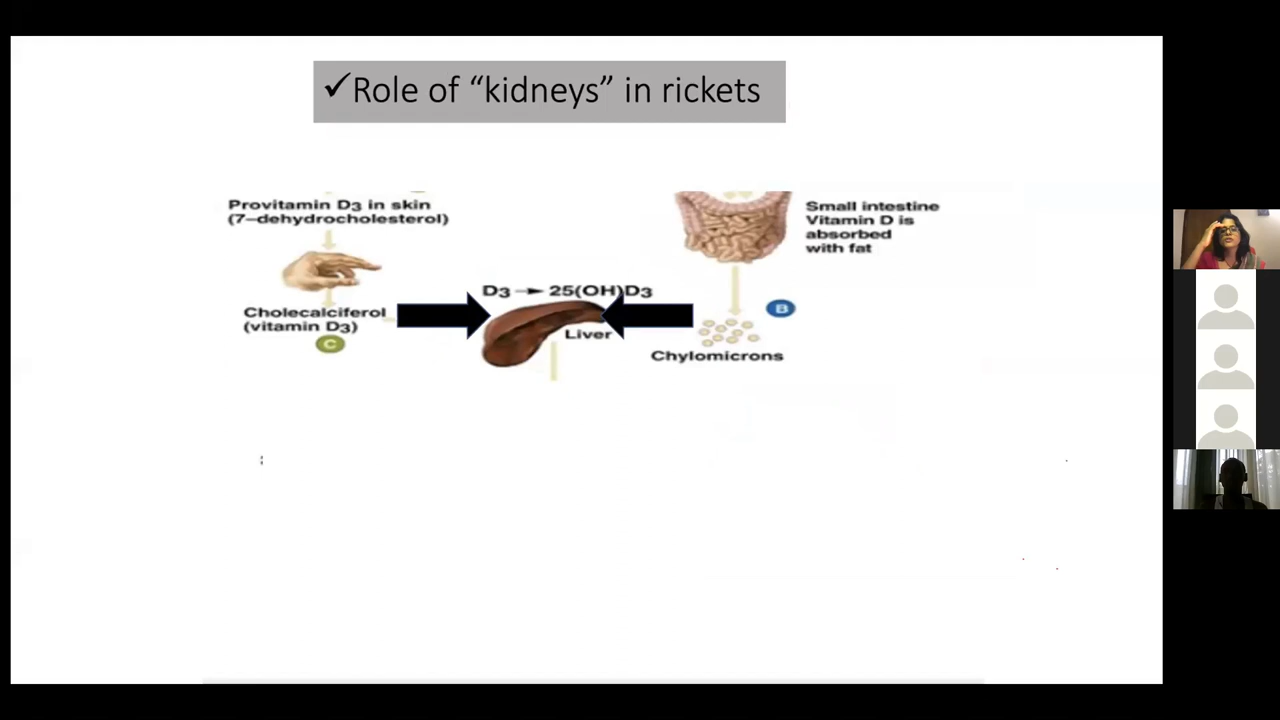 ✓Role of “kidneys” in rickets
Provitamin D3 in skin
(7–dehydrocholesterol)
Small intestine
Vitamin D is
absorbed
with fat
D3 → 25(OH)D3
Cholecalciferol
(vitamin D3)
C
Liver
B
Chylomicrons